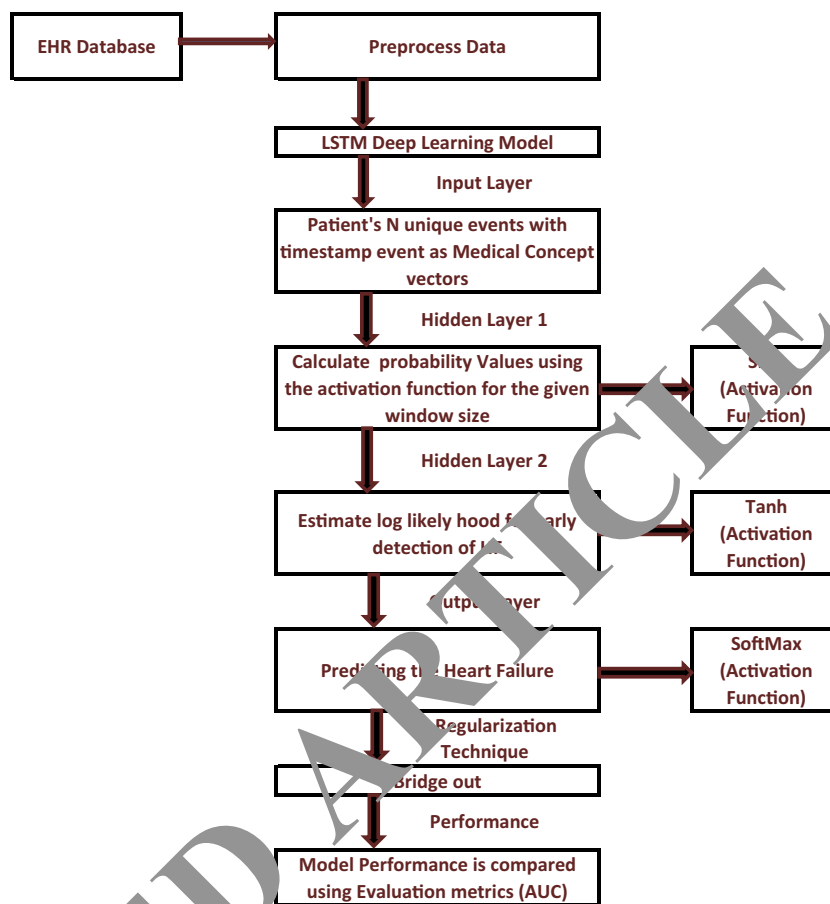 EHR Database
Preprocess Data
LSTM Deep Learning Model
Input Layer
Patient's N unique events with
timestamp event as Medical Concept
vectors
Hidden Layer 1
Calculate probability Values using
the activation function for the given
window size
(Activation
Function)
Hidden Layer 2
Estimate log likely hood
detection of
Tanh
(Activation
Function)
Output Layer
Predicting the Heart Failure
SoftMax
(Activation
Function)
Regularization
Technique
Bridge out
Performance
Model Performance is compared
using Evaluation metrics (AUC)
ARTICLE